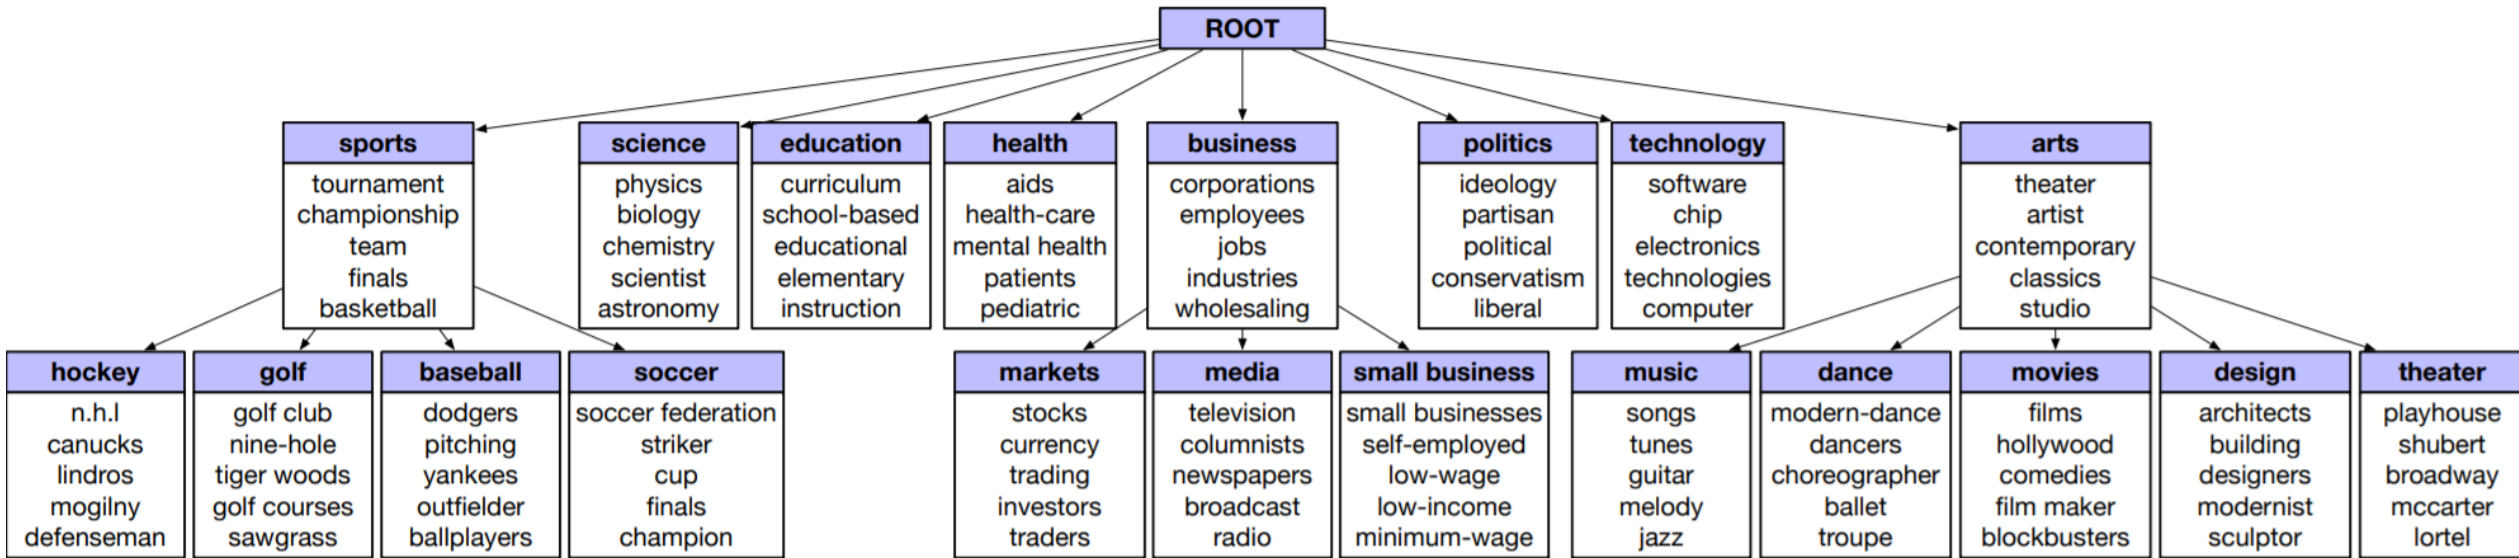 ROOT
sports
tournament
championship
team
finals
basketball
science
physics
biology
chemistry
scientist
astronomy
education
curriculum
school-based
educational
elementary
instruction
health
aids
health-care
mental health
patients
pediatric
business
corporations
employees
jobs
industries
wholesaling
politics
ideology
partisan
political
conservatism
liberal
technology
software
chip
electronics
technologies
computer
arts
theater
artist
contemporary
classics
studio
hockey
n.h.l
canucks
lindros
mogilny
defenseman
golf
golf club
nine-hole
tiger woods
golf courses
sawgrass
baseball
dodgers
pitching
yankees
outfielder
ballplayers
soccer
soccer federation
striker
cup
finals
champion
markets
stocks
currency
trading
investors
traders
media
television
columnists
newspapers
broadcast
radio
small business
small businesses
self-employed
low-wage
low-income
minimum-wage
music
songs
tunes
guitar
melody
jazz
dance
modern-dance
dancers
choreographer
ballet
troupe
movies
films
hollywood
comedies
film maker
blockbusters
design
architects
building
designers
modernist
sculptor
theater
playhouse
shubert
broadway
mccarter
lortel